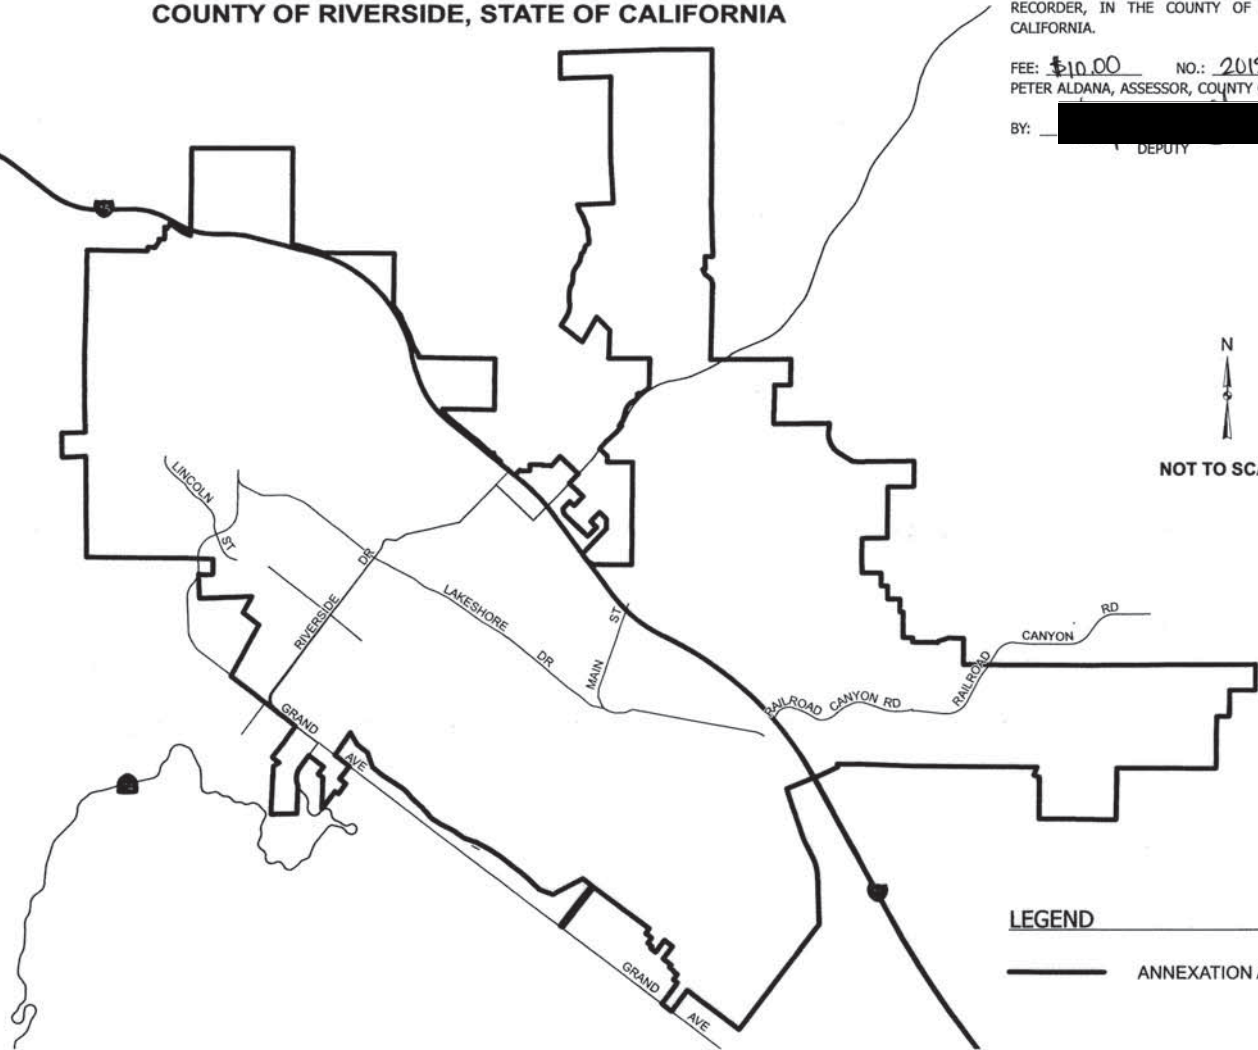 COUNTY OF RIVERSIDE, STATE OF CALIFORNIA
RECORDER, IN THE COUNTY OF
CALIFORNIA.
FEE: $10.00 NO.: 2019
PETER ALDANA, ASSESSOR, COUNTY
BY:
DEPUTY
N
NOT TO SCA
LINCOLN
ST
DR
RIVERSIDE
LAKESHORE
DR
ST
MAIN
RD
CANYON
RAILROAD
RAILROAD CANYON RD
GRAND
AVE
GRAND
AVE
LEGEND
ANNEXATION